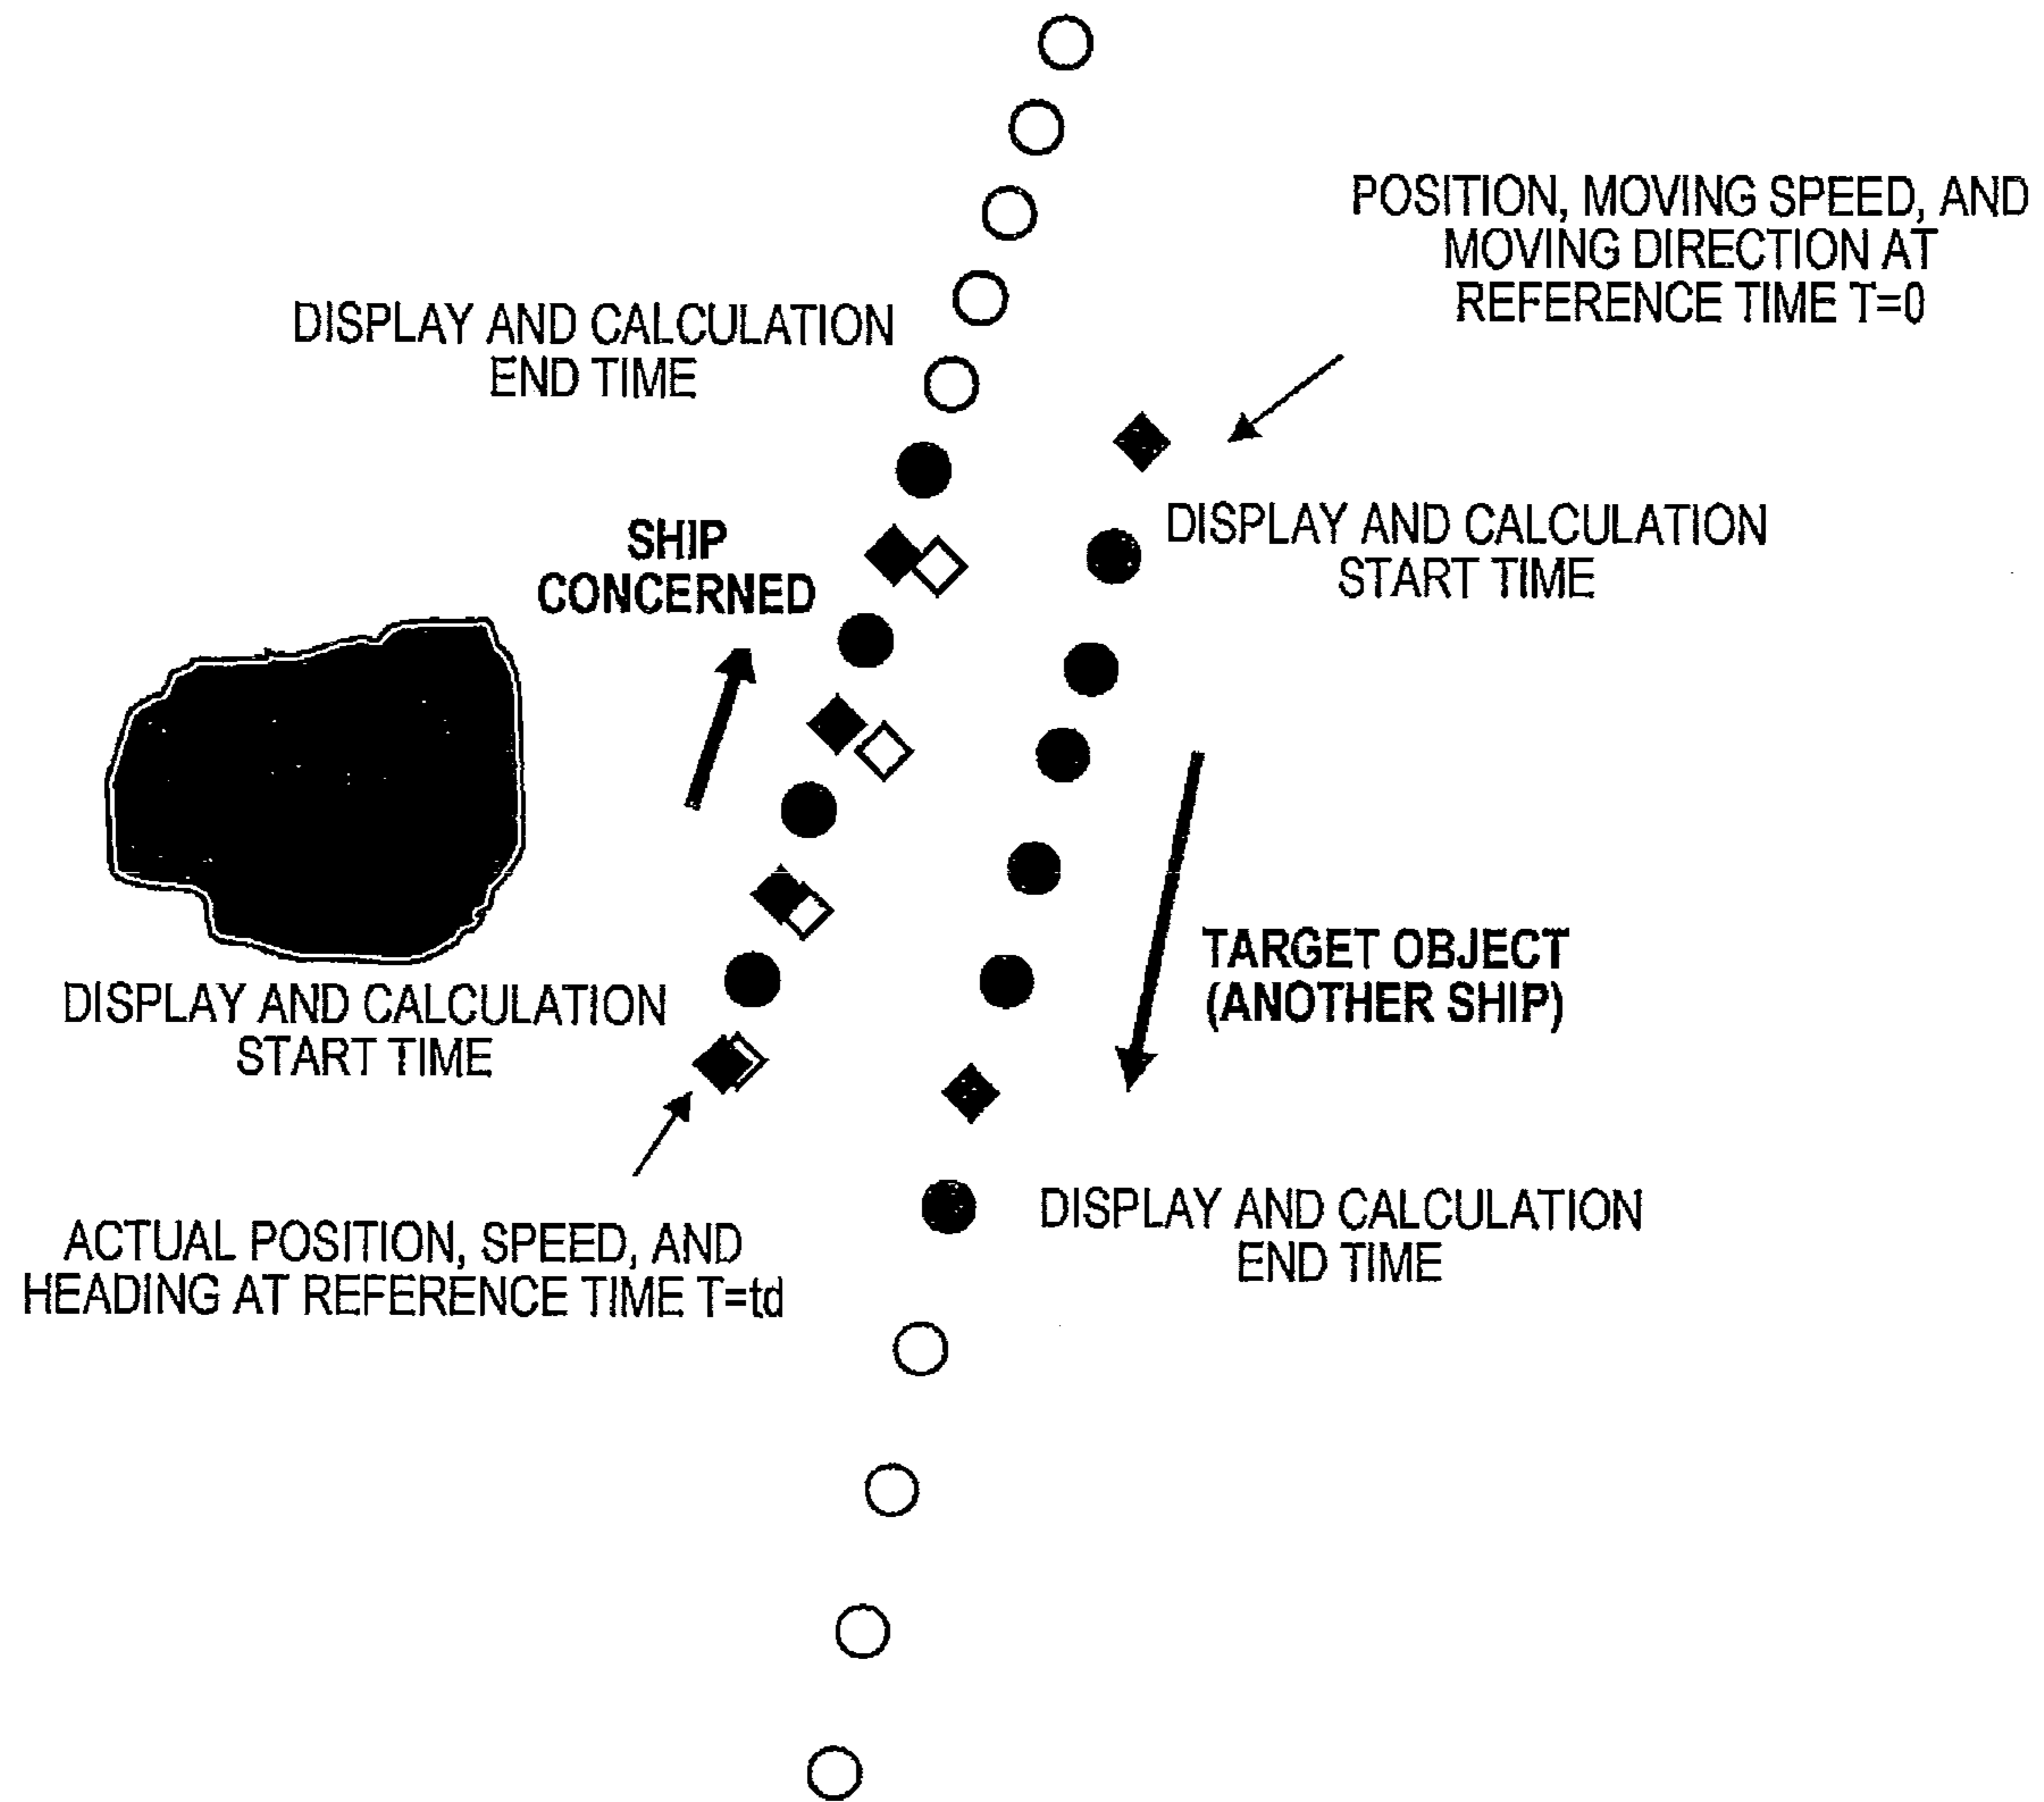 POSITION, MOVING SPEED, AND
MOVING DIRECTION AT
REFERENCE TIME T=0
DISPLAY AND CALCULATION
END TIME
DISPLAY AND CALCULATION
START TIME
SHIP
CONCERNED
TARGET OBJECT
(ANOTHER SHIP)
DISPLAY AND CALCULATION
START TIME
DISPLAY AND CALCULATION
END TIME
ACTUAL POSITION, SPEED, AND
HEADING AT REFERENCE TIME T=td